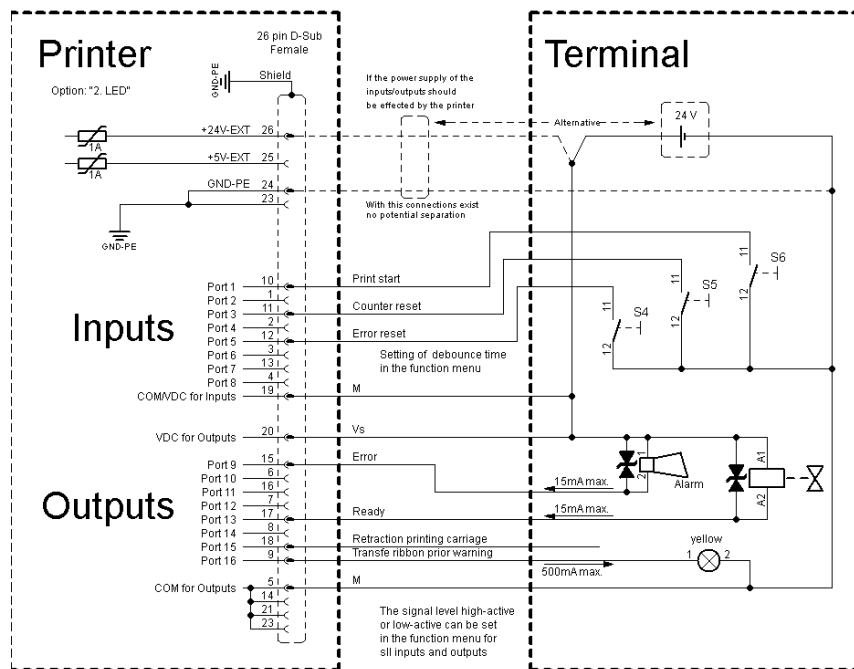 Printer
Option: "2. LED"
26 pin D-Sub
Female
GND-PE
Shield
If the power supply of the
inputs/outputs should
be effected by the printer
Terminal
Alternative
24 V
+24V-EXT 26
1A
+5V-EXT 25
1A
GND-PE 24
23
GND-PE
With this connections exist
no potential separation
Inputs
Port 1 10 Print start
Port 2 1
Port 3 11 Counter reset
Port 4 2
Port 5 12 Error reset
Port 6 3
Port 7 13
Port 8 4
COM/VDC for Inputs 19 M
Setting of debounce time
in the function menu
11
12
S4
11
12
S5
11
12
S6
VDC for Outputs 20 Vs
Outputs
Port 9 15 Error
Port 10 6
Port 11 16
Port 12 7
Port 13 17 Ready
Port 14 8
Port 15 18 Retraction printing carriage
Port 16 9 Transfe ribbon prior warning
COM for Outputs 5 M
14
21
23
1
2
Alarm
A1
A2
15mA max.
15mA max.
yellow
1 2
500mA max.
The signal level high-active
or low-active can be set
in the function menu for
sll inputs and outputs